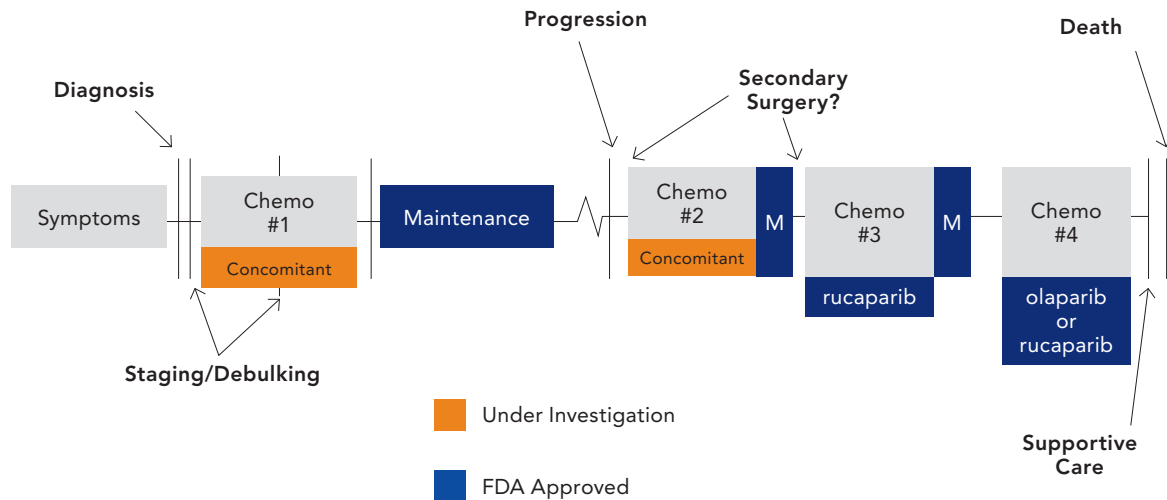 Progression
Death
Diagnosis
Secondary
Surgery?
Symptoms
Chemo
#1
Concomitant
Maintenance
Chemo
#2
Concomitant
M
Chemo
#3
rucaparib
M
Chemo
#4
olaparib
or
rucaparib
Staging/Debulking
Under Investigation
FDA Approved
Supportive
Care